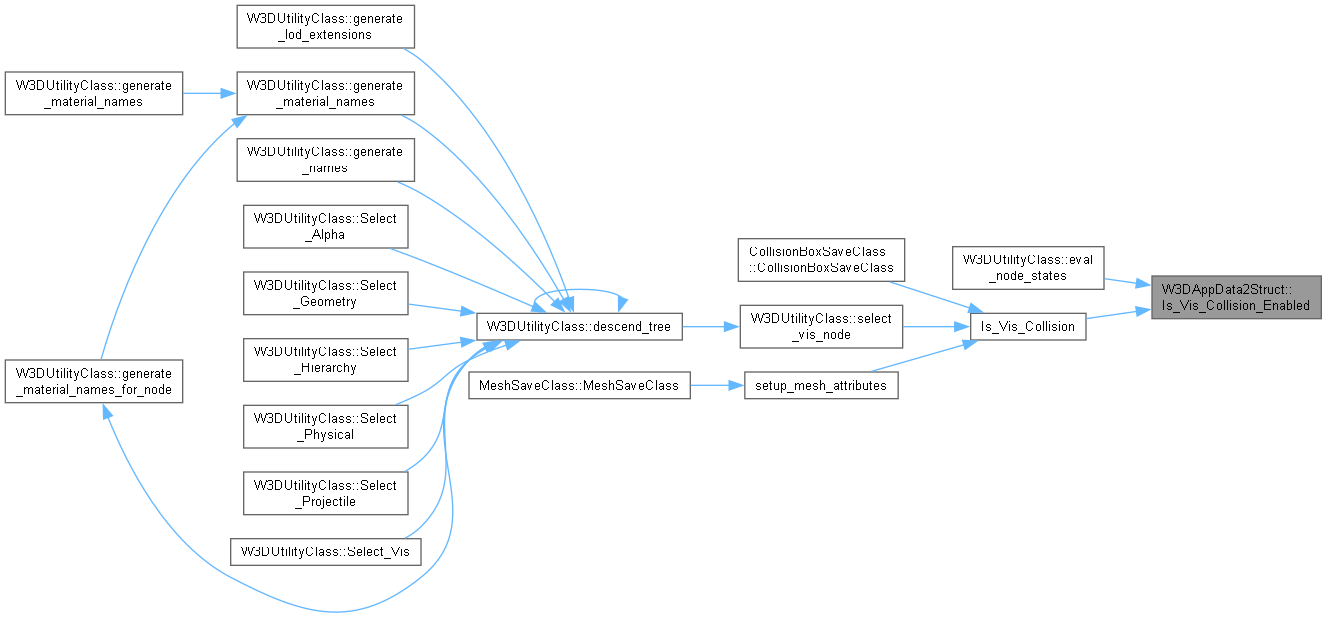 W3DUtilityClass::generate
_lod_extensions
W3DUtilityClass::generate
_material_names
W3DUtilityClass::generate
_material_names
W3DUtilityClass::generate
_names
W3DUtilityClass::Select
_Alpha
W3DUtilityClass::Select
_Geometry
W3DUtilityClass::descend_tree
W3DUtilityClass::Select
_Hierarchy
W3DUtilityClass::generate
_material_names_for_node
W3DUtilityClass::Select
_Physical
W3DUtilityClass::Select
_Projectile
W3DUtilityClass::Select_Vis
CollisionBoxSaveClass
::CollisionBoxSaveClass
W3DUtilityClass::select
_vis_node
MeshSaveClass::MeshSaveClass
setup_mesh_attributes
W3DUtilityClass::eval
_node_states
Is_Vis_Collision
W3DAppData2Struct::
Is_Vis_Collision_Enabled